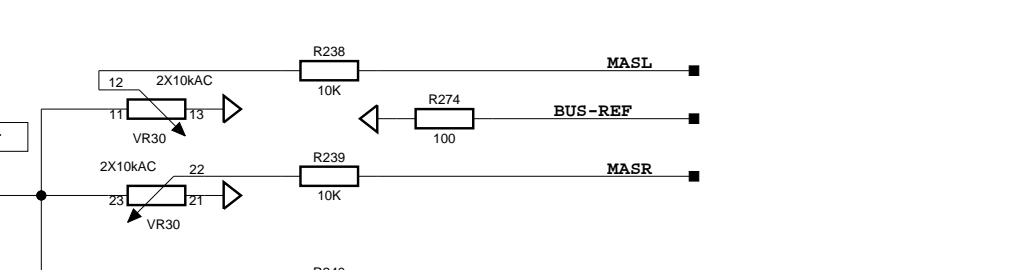 R238
MASL
12
2X10kAC
10K
R274
11
13
BUS-REF
VR30
100
R239
2X10kAC
22
MASR
23
21
10K
VR30